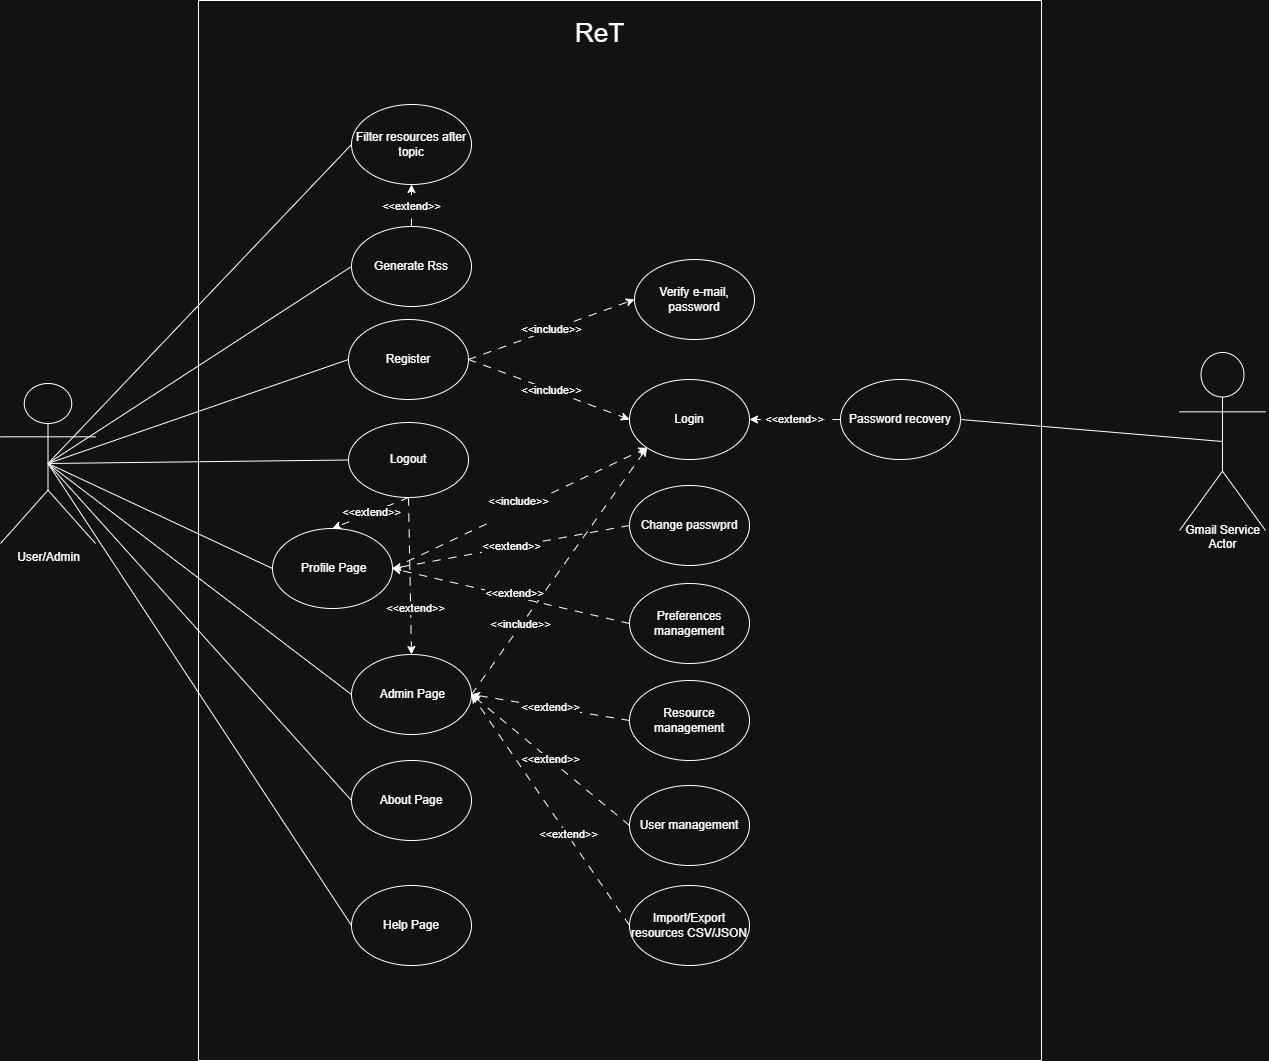 ReT
Filter resources after
topic
<<extend>>
Generate Rss
Verify e-mail,
password
<<include>>
Register
<<include>>
Login
<<extend>>
Password recovery
Logout
<<include>>
<<extend>>
Change passwprd
<<extend>>
Profile Page
<<extend>>
<<extend>>
<<include>>
Preferences
management
Admin Page
<<extend>>
Resource
management
<<extend>>
About Page
User management
<<extend>>
Help Page
Import/Export
resources CSV/JSON
User/Admin
Gmail Service
Actor